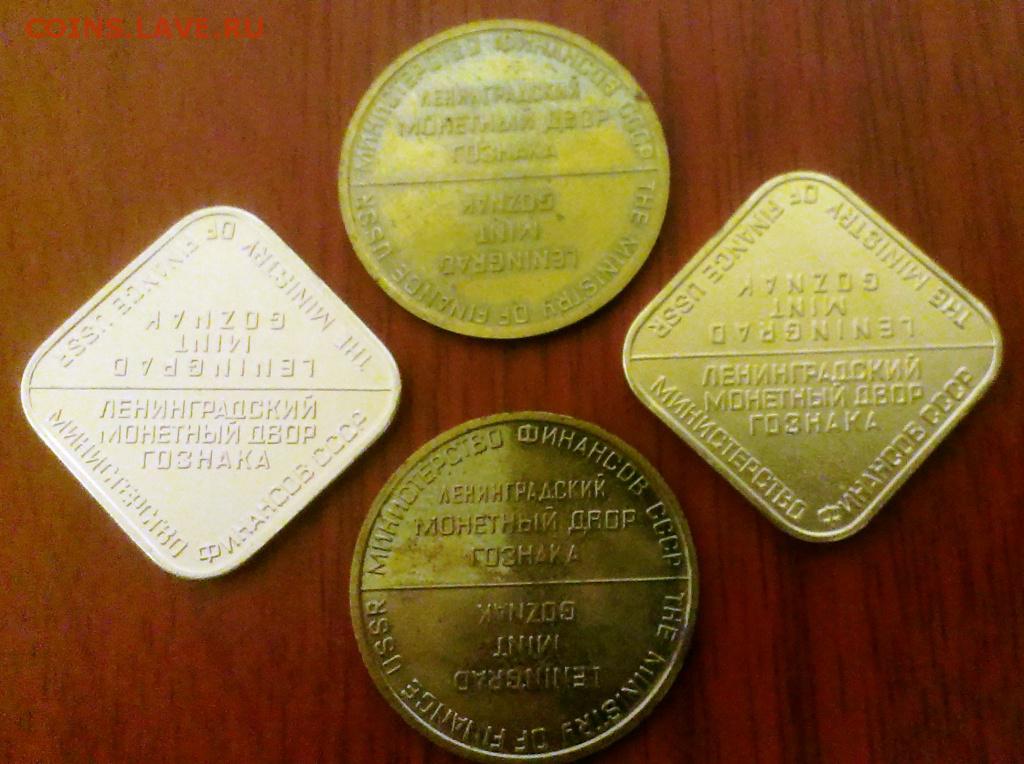 COINS.LAVE.RU
МИНИСТЕРСТВО ФИНАНСОВ СССР
ЛЕНИНГРАДСКИЙ
МОНЕТНЫЙ ДВОР
ГОЗНАКА
THE MINISTRY OF FINANCE USSR
LENINGRAD
MINT
GOZNAK
THE MINISTRY OF FINANCE USSR
LENINGRAD
MINT
GOZNAK
ЛЕНИНГРАДСКИЙ
МОНЕТНЫЙ ДВОР
ГОЗНАКА
МИНИСТЕРСТВО ФИНАНСОВ СССР
THE MINISTRY OF FINANCE USSR
LENINGRAD
MINT
GOZNAK
ЛЕНИНГРАДСКИЙ
МОНЕТНЫЙ ДВОР
ГОЗНАКА
МИНИСТЕРСТВО ФИНАНСОВ СССР
МИНИСТЕРСТВО ФИНАНСОВ СССР
ЛЕНИНГРАДСКИЙ
МОНЕТНЫЙ ДВОР
ГОЗНАКА
THE MINISTRY OF FINANCE USSR
LENINGRAD
MINT
GOZNAK